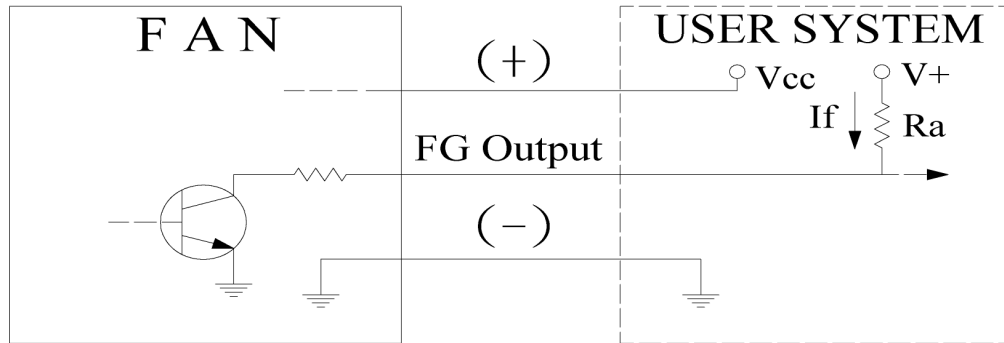 F A N
USER SYSTEM
(+)
Vcc
V+
If
Ra
FG Output
(−)